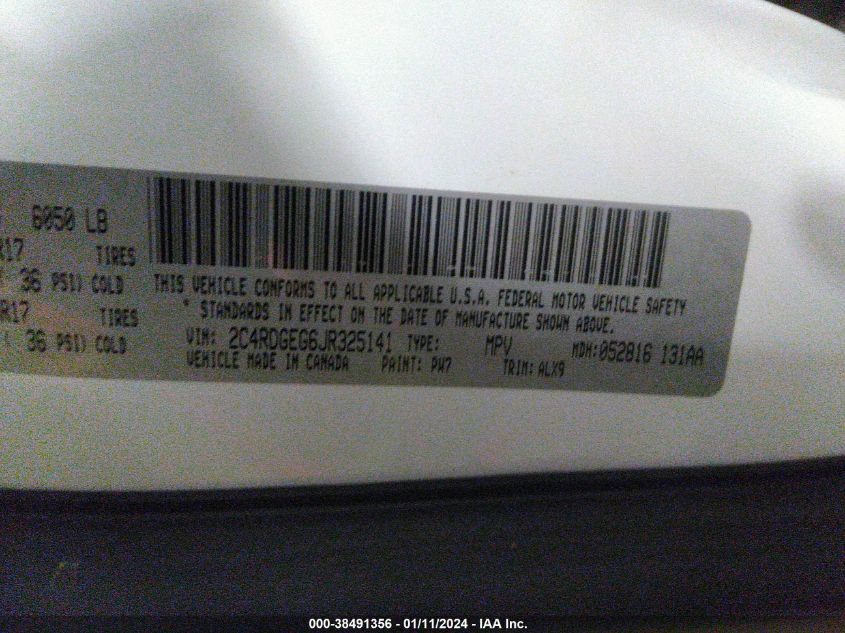 6050 LB
R17 TIRES
36 PSI) COLD
R17 TIRES
( 36 PSI) COLD
THIS VEHICLE CONFORMS TO ALL APPLICABLE U.S.A. FEDERAL MOTOR VEHICLE SAFETY
* STANDARDS IN EFFECT ON THE DATE OF MANUFACTURE SHOWN ABOVE.
VIN: 2C4RDGEG6JR325141 TYPE: MPV MDH:052816 131AA
VEHICLE MADE IN CANADA PAINT: PW7 TRIM: ALX9
000-38491356 - 01/11/2024 - IAA Inc.